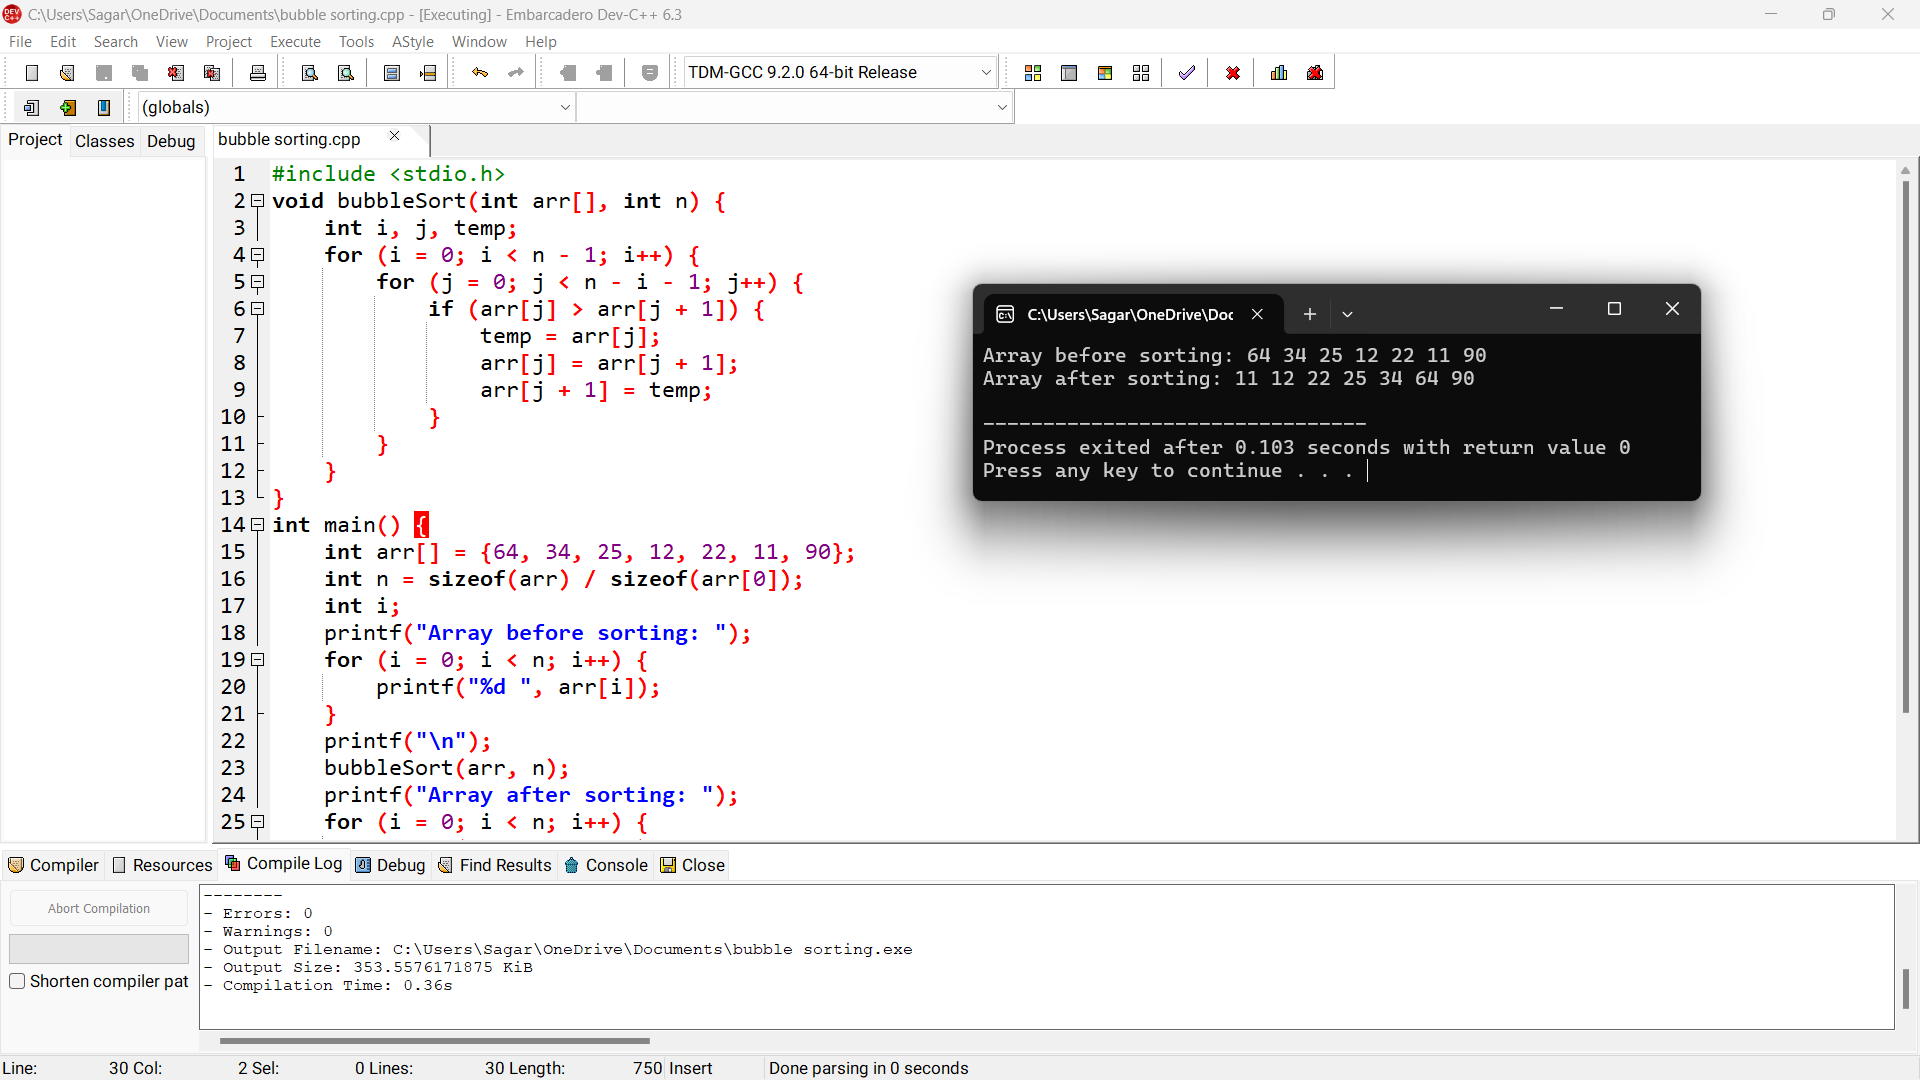 C:\Users\Sagar\OneDrive\Documents\bubble sorting.cpp - [Executing] - Embarcadero Dev-C++ 6.3
File Edit Search View Project Execute Tools AStyle Window Help
TDM-GCC 9.2.0 64-bit Release
(globals)
Project Classes Debug
bubble sorting.cpp
1 #include <stdio.h>
2 void bubbleSort(int arr[], int n) {
3     int i, j, temp;
4     for (i = 0; i < n - 1; i++) {
5         for (j = 0; j < n - i - 1; j++) {
6             if (arr[j] > arr[j + 1]) {
7                 temp = arr[j];
8                 arr[j] = arr[j + 1];
9                 arr[j + 1] = temp;
10             }
11         }
12     }
13 }
14 int main() {
15     int arr[] = {64, 34, 25, 12, 22, 11, 90};
16     int n = sizeof(arr) / sizeof(arr[0]);
17     int i;
18     printf("Array before sorting: ");
19     for (i = 0; i < n; i++) {
20         printf("%d ", arr[i]);
21     }
22     printf("\n");
23     bubbleSort(arr, n);
24     printf("Array after sorting: ");
25     for (i = 0; i < n; i++) {
C:\Users\Sagar\OneDrive\Doc
Array before sorting: 64 34 25 12 22 11 90
Array after sorting: 11 12 22 25 34 64 90
--------------------------------
Process exited after 0.103 seconds with return value 0
Press any key to continue . . .
Compiler Resources Compile Log Debug Find Results Console Close
Abort Compilation
Shorten compiler pat
--------
- Errors: 0
- Warnings: 0
- Output Filename: C:\Users\Sagar\OneDrive\Documents\bubble sorting.exe
- Output Size: 353.5576171875 KiB
- Compilation Time: 0.36s
Line: 30 Col: 2 Sel: 0 Lines: 30 Length: 750 Insert Done parsing in 0 seconds